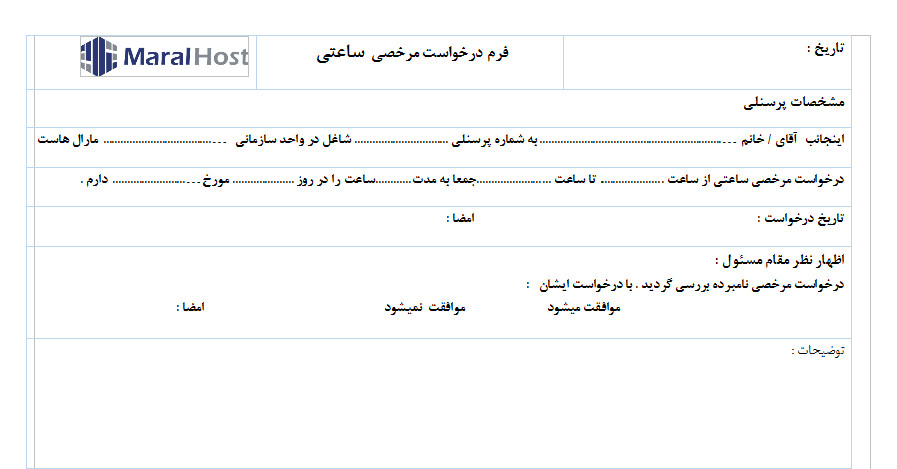 تاریخ :
فرم درخواست مرخصی ساعتی
MaralHost
مشخصات پرسنلی
اینجانب آقای / خانم ................................................................ به شماره پرسنلی ............................... شاغل در واحد سازمانی ....................................... مارال هاست
درخواست مرخصی ساعتی از ساعت ..................... تا ساعت .........................جمعا به مدت............ساعت را در روز ..................... مورخ.............................. دارم .
تاریخ درخواست : امضا :
اظهار نظر مقام مسئول :
درخواست مرخصی نامبرده بررسی گردید . با درخواست ایشان :
موافقت میشود موافقت نمیشود امضا :
توضیحات :